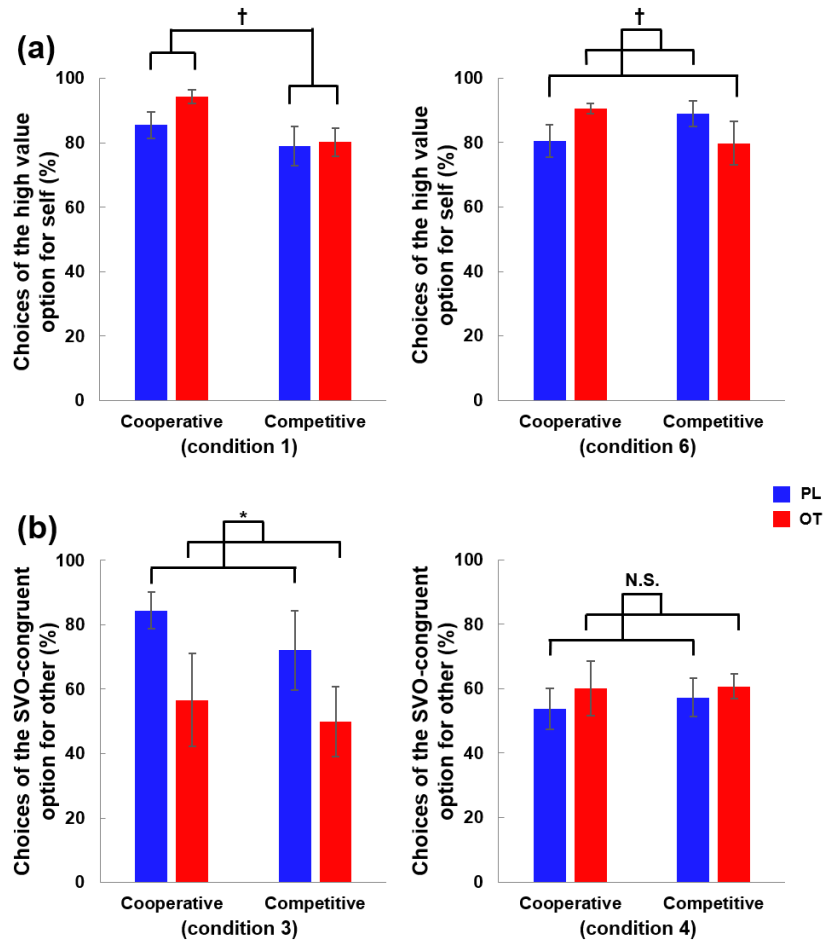 (a)
†
Choices of the high value
option for self (%)
100
80
60
40
20
0
Cooperative
Competitive
(condition 1)
†
Choices of the high value
option for self (%)
100
80
60
40
20
0
Cooperative
Competitive
(condition 6)
PL
OT
(b)
*
Choices of the SVO-congruent
option for other (%)
100
80
60
40
20
0
Cooperative
Competitive
(condition 3)
N.S.
Choices of the SVO-congruent
option for other (%)
100
80
60
40
20
0
Cooperative
Competitive
(condition 4)